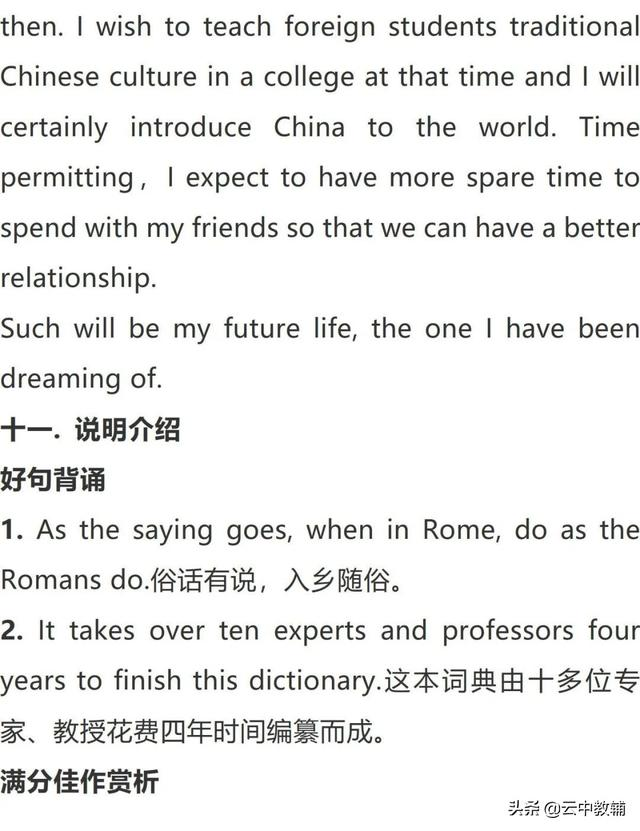 then. I wish to teach foreign students traditional
Chinese culture in a college at that time and I will
certainly introduce China to the world. Time
permitting，I expect to have more spare time to
spend with my friends so that we can have a better
relationship.
Such will be my future life, the one I have been
dreaming of.
十一. 说明介绍
好句背诵
1. As the saying goes, when in Rome, do as the
Romans do.俗话有说，入乡随俗。
2. It takes over ten experts and professors four
years to finish this dictionary.这本词典由十多位专
家、教授花费四年时间编纂而成。
满分佳作赏析
头条 @云中教辅